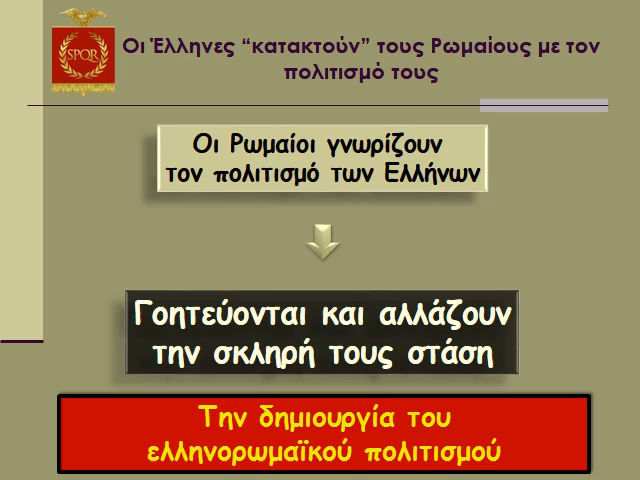 SPQR
Οι Έλληνες “κατακτούν” τους Ρωμαίους με τον
πολιτισμό τους
Οι Ρωμαίοι γνωρίζουν
τον πολιτισμό των Ελλήνων
Γοητεύονται και αλλάζουν
την σκληρή τους στάση
Την δημιουργία του
ελληνορωμαϊκού πολιτισμού